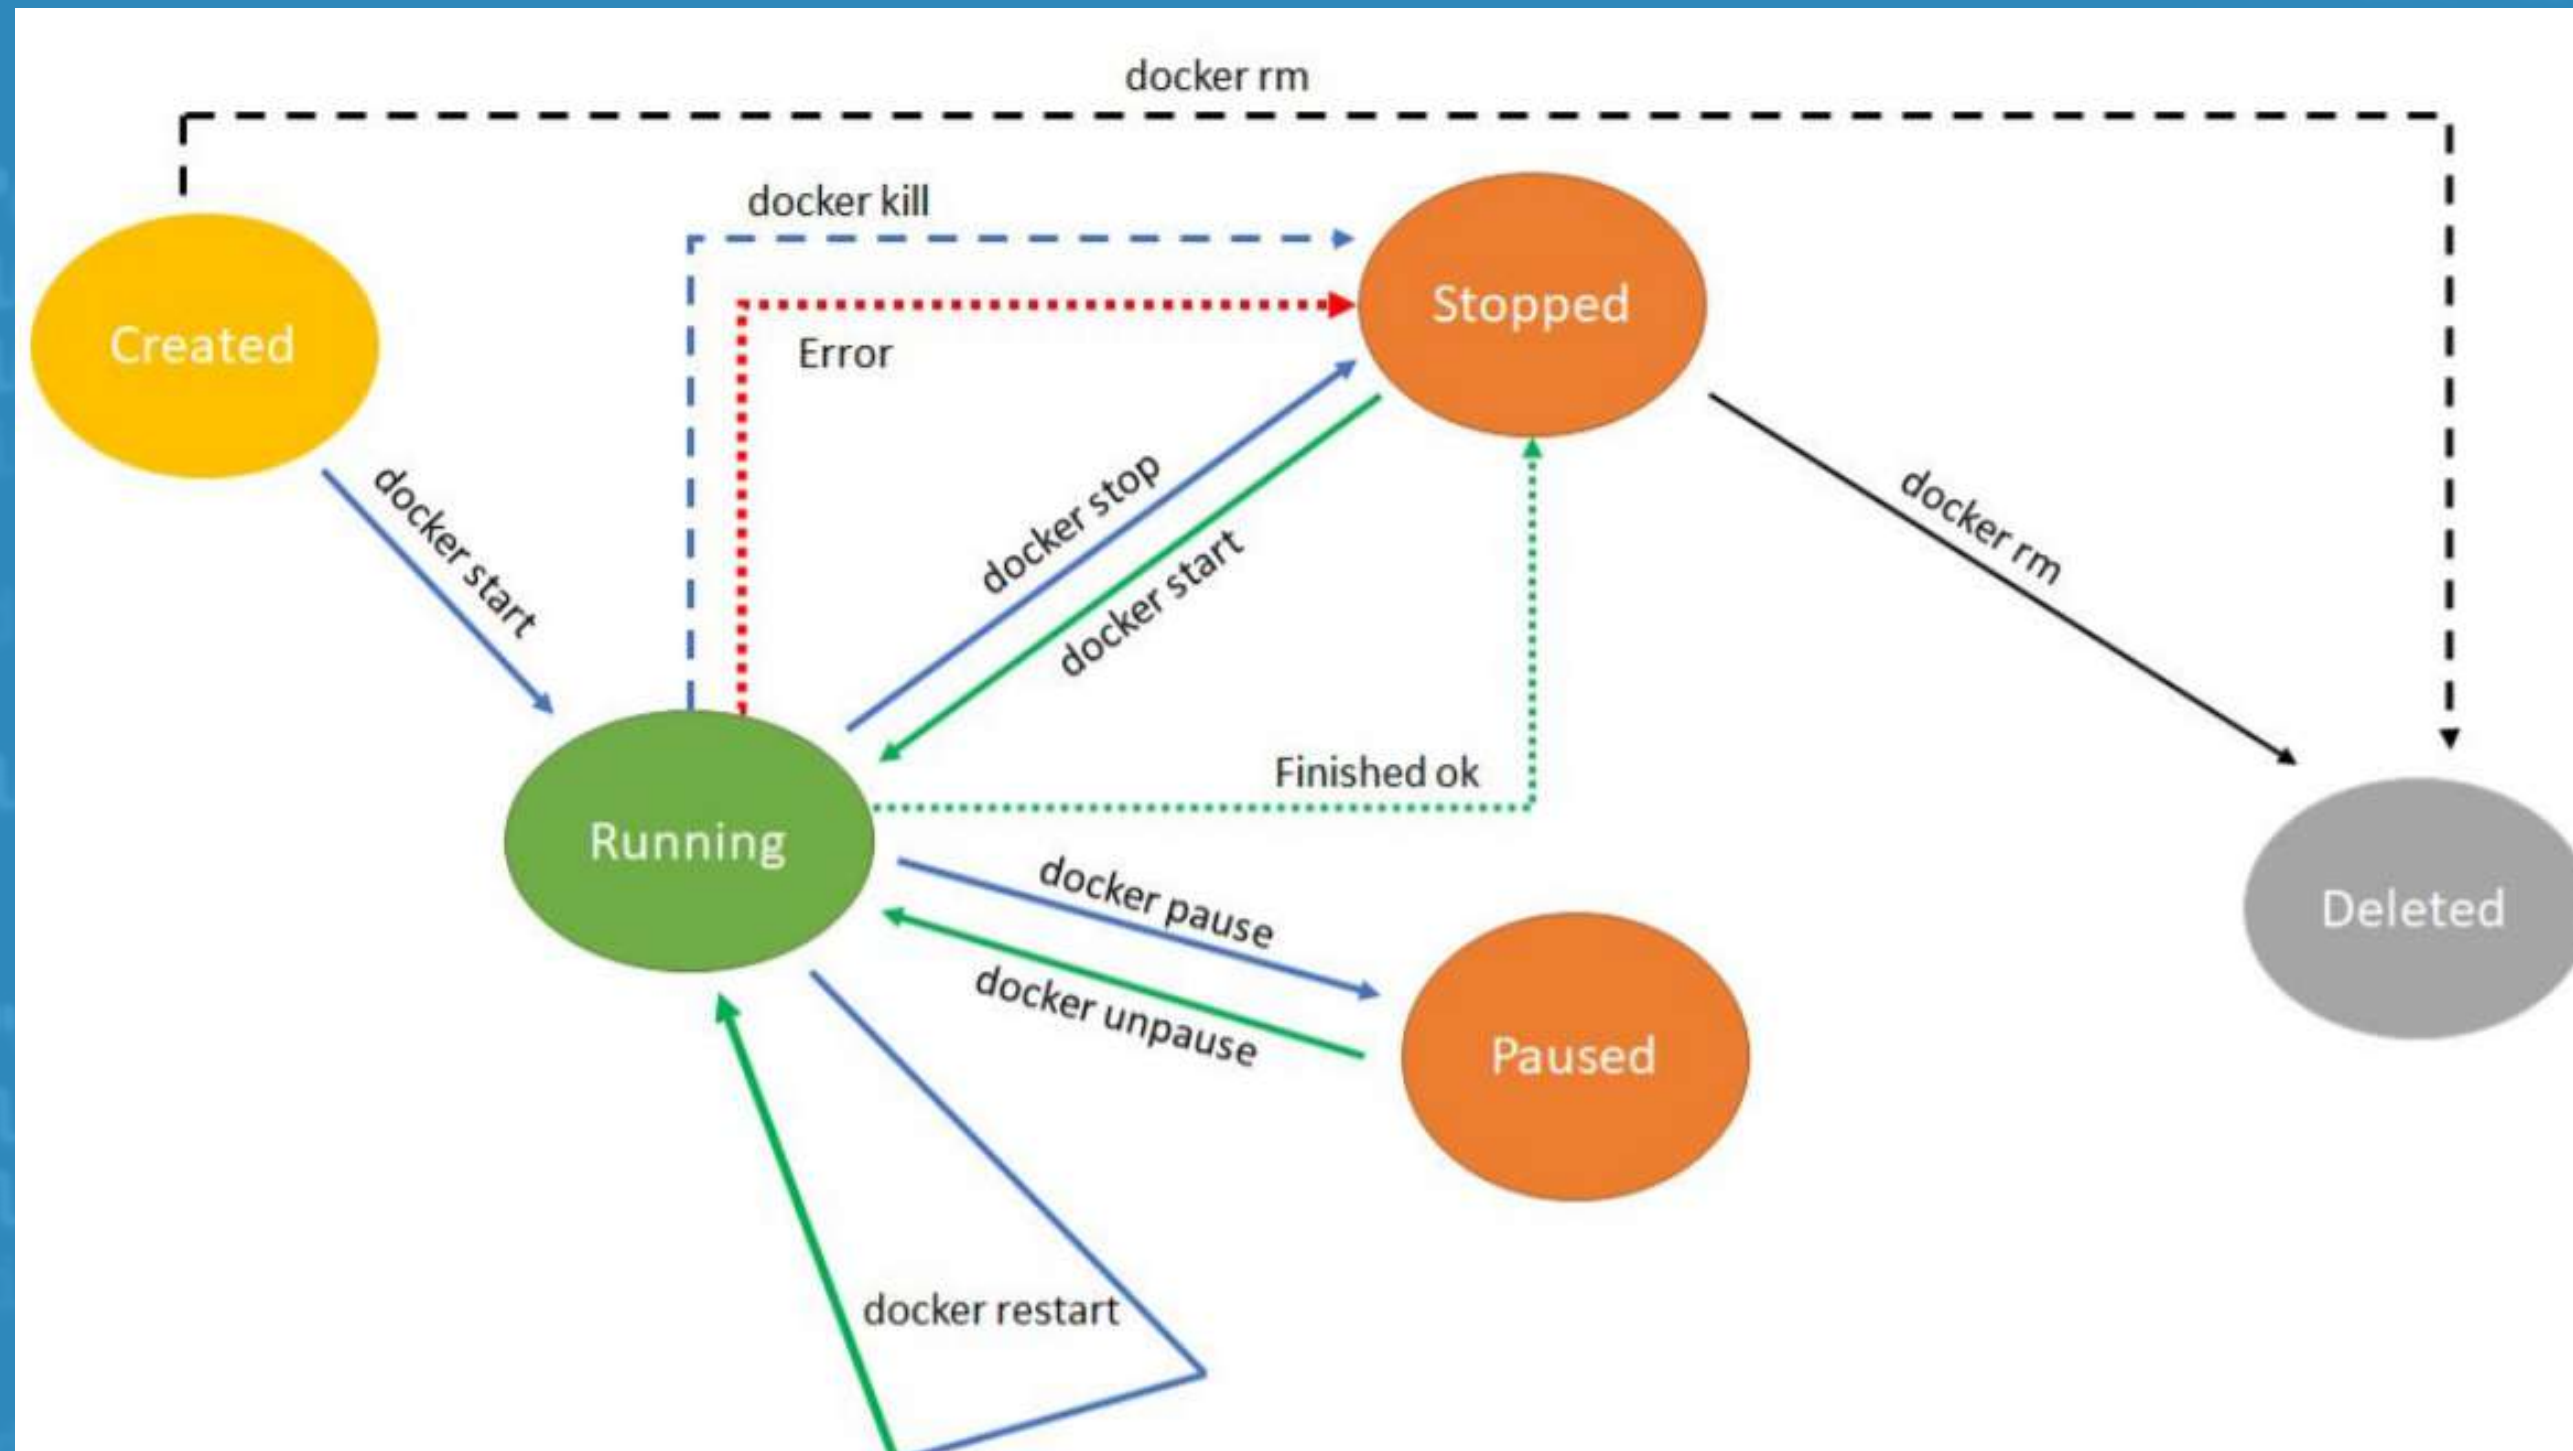 docker rm
docker kill
Stopped
Error
Created
docker start
docker stop
docker start
docker rm
Finished ok
Running
docker pause
Deleted
docker unpause
Paused
docker restart